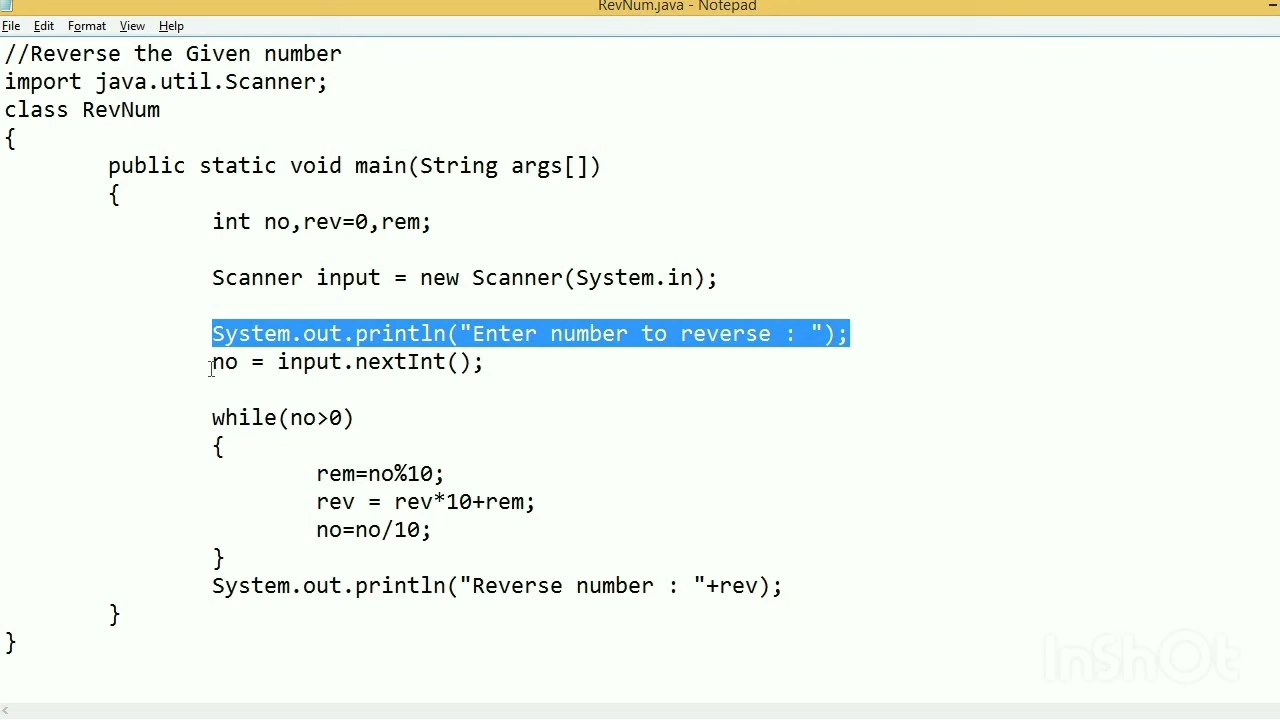 RevNum.java - Notepad
File Edit Format View Help
//Reverse the Given number
import java.util.Scanner;
class RevNum
{
public static void main(String args[])
{
int no,rev=0,rem;
Scanner input = new Scanner(System.in);
System.out.println("Enter number to reverse : ");
no = input.nextInt();
while(no>0)
{
rem=no%10;
rev = rev*10+rem;
no=no/10;
}
System.out.println("Reverse number : "+rev);
}
}
InShOt